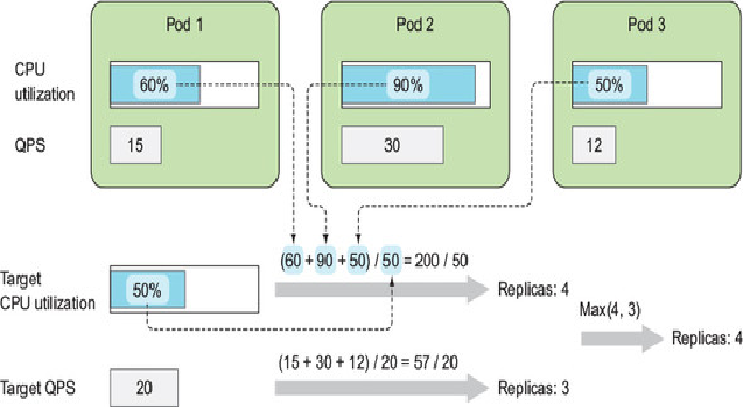 Pod 1
Pod 2
Pod 3
CPU
utilization
60%
90%
50%
QPS
15
30
12
(60 + 90 + 50) / 50 = 200 / 50
Target
CPU utilization
50%
Replicas: 4
Max(4, 3)
Replicas: 4
(15 + 30 + 12) / 20 = 57 / 20
Target QPS
20
Replicas: 3